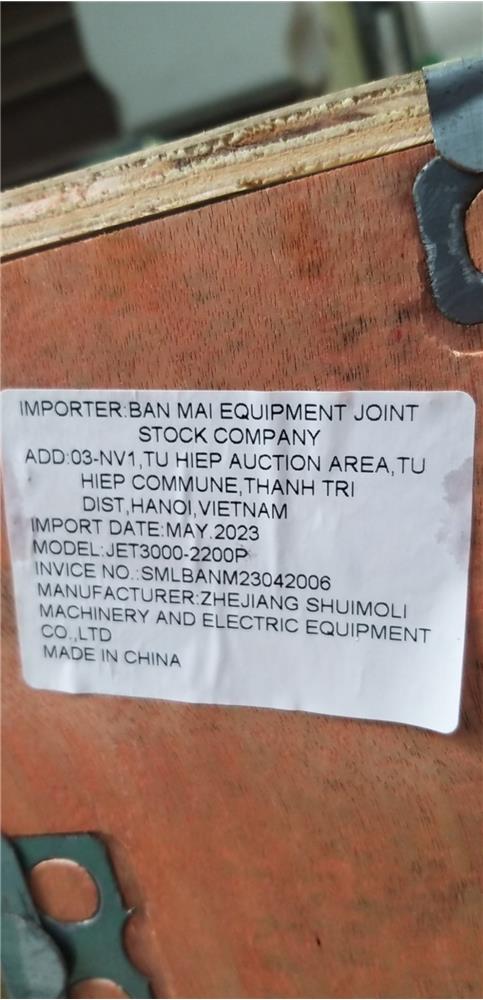 IMPORTER:BAN MAI EQUIPMENT JOINT
STOCK COMPANY
ADD:03-NV1,TU HIEP AUCTION AREA,TU
HIEP COMMUNE,THANH TRI
DIST,HANOI,VIETNAM
IMPORT DATE:MAY.2023
MODEL:JET3000-2200P
INVICE NO.:SMLBANM23042006
MANUFACTURER:ZHEJIANG SHUIMOLI
MACHINERY AND ELECTRIC EQUIPMENT
CO.,LTD
MADE IN CHINA